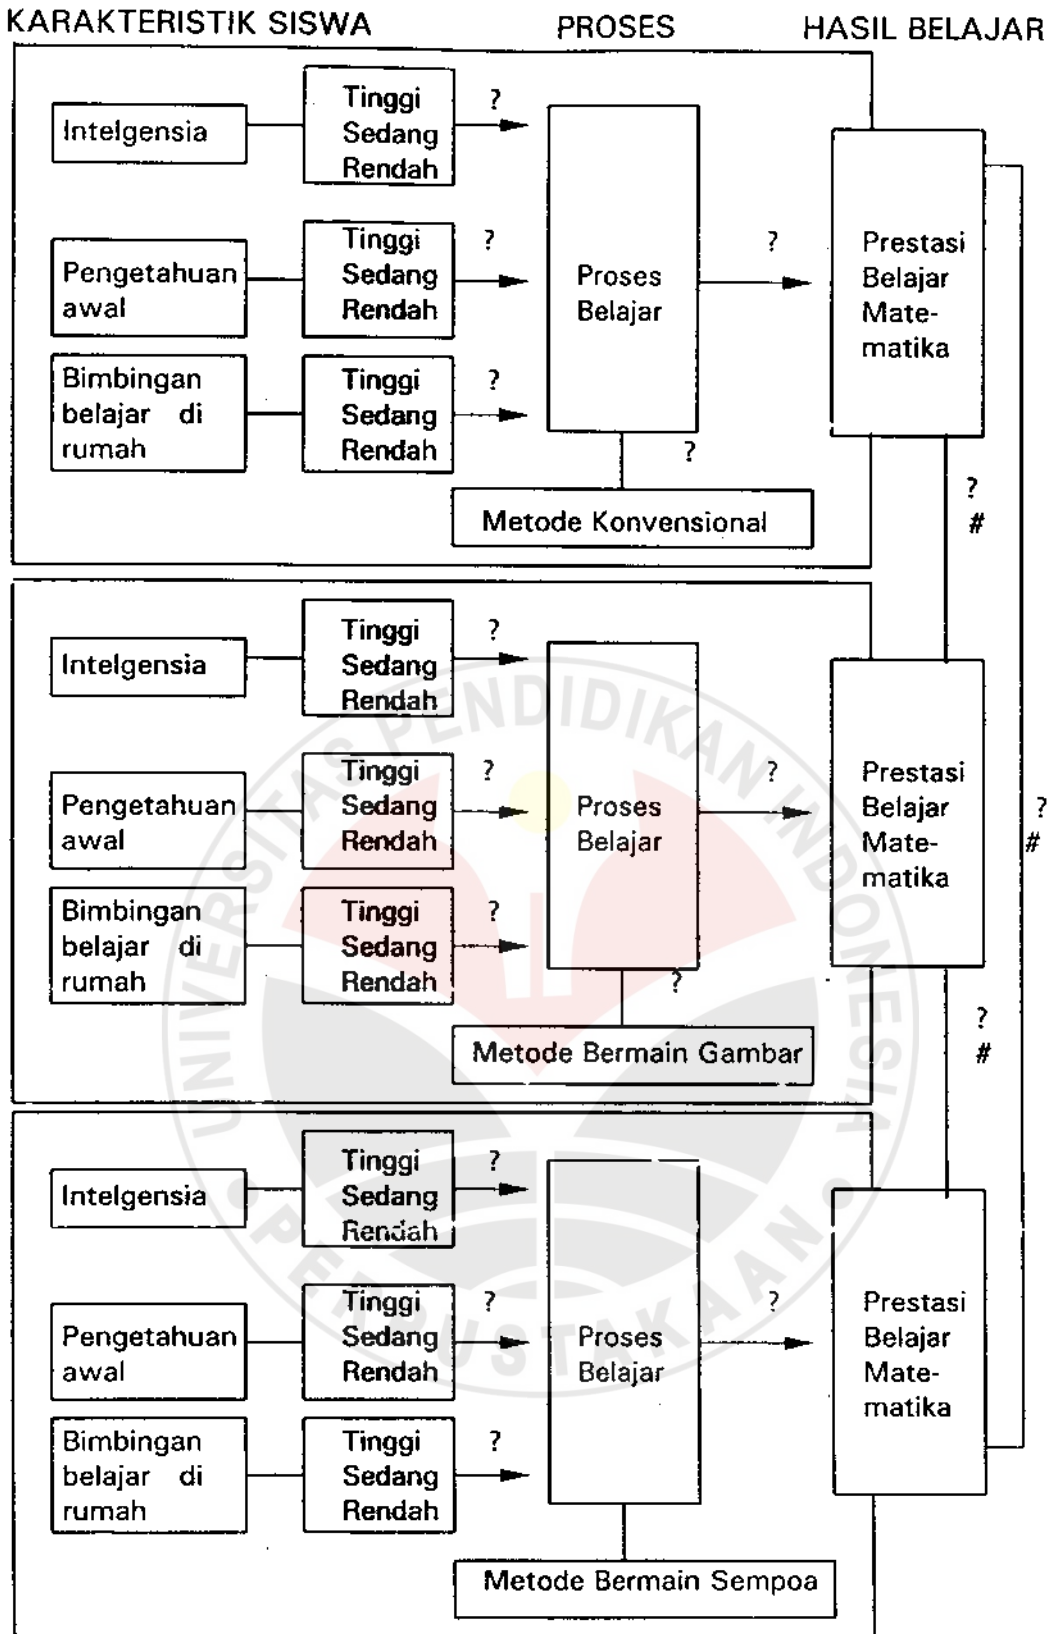 KARAKTERISTIK SISWA
PROSES
HASIL BELAJAR
Intelgensia
Tinggi
Sedang
Rendah
?
Pengetahuan
awal
Tinggi
Sedang
Rendah
?
Bimbingan
belajar di
rumah
Tinggi
Sedang
Rendah
?
Proses
Belajar
?
?
Metode Konvensional
Prestasi
Belajar
Mate-
matika
?
#
Intelgensia
Tinggi
Sedang
Rendah
?
Pengetahuan
awal
Tinggi
Sedang
Rendah
?
Bimbingan
belajar di
rumah
Tinggi
Sedang
Rendah
?
Proses
Belajar
?
?
Metode Bermain Gambar
Prestasi
Belajar
Mate-
matika
?
#
?
#
Intelgensia
Tinggi
Sedang
Rendah
?
Pengetahuan
awal
Tinggi
Sedang
Rendah
?
Bimbingan
belajar di
rumah
Tinggi
Sedang
Rendah
?
Proses
Belajar
?
Metode Bermain Sempoa
Prestasi
Belajar
Mate-
matika
UNIVERSITAS PENDIDIKAN INDONESIA
PERPUSTAKAAN